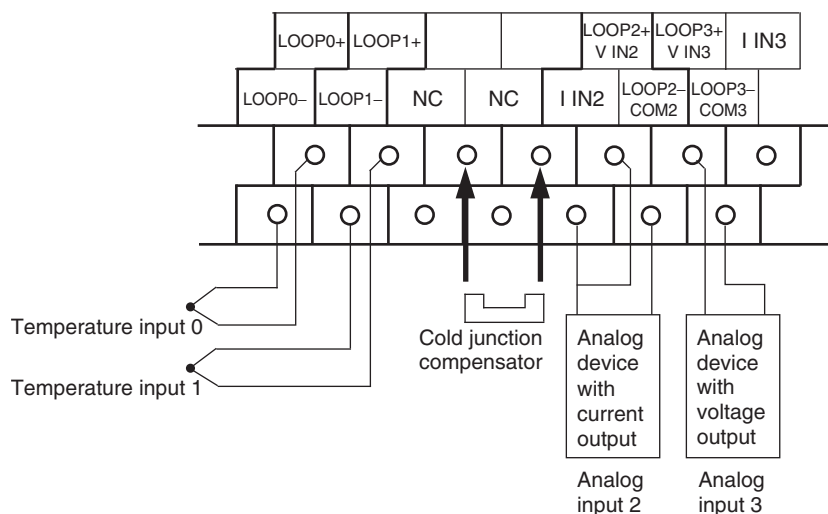 LOOP0+ LOOP1+ LOOP2+ LOOP3+ I IN3
V IN2 V IN3
LOOP0– LOOP1– NC NC I IN2 LOOP2– LOOP3–
COM2 COM3
Temperature input 0
Temperature input 1
Cold junction
compensator
Analog
device
with
current
output
Analog
device
with
voltage
output
Analog
input 2
Analog
input 3